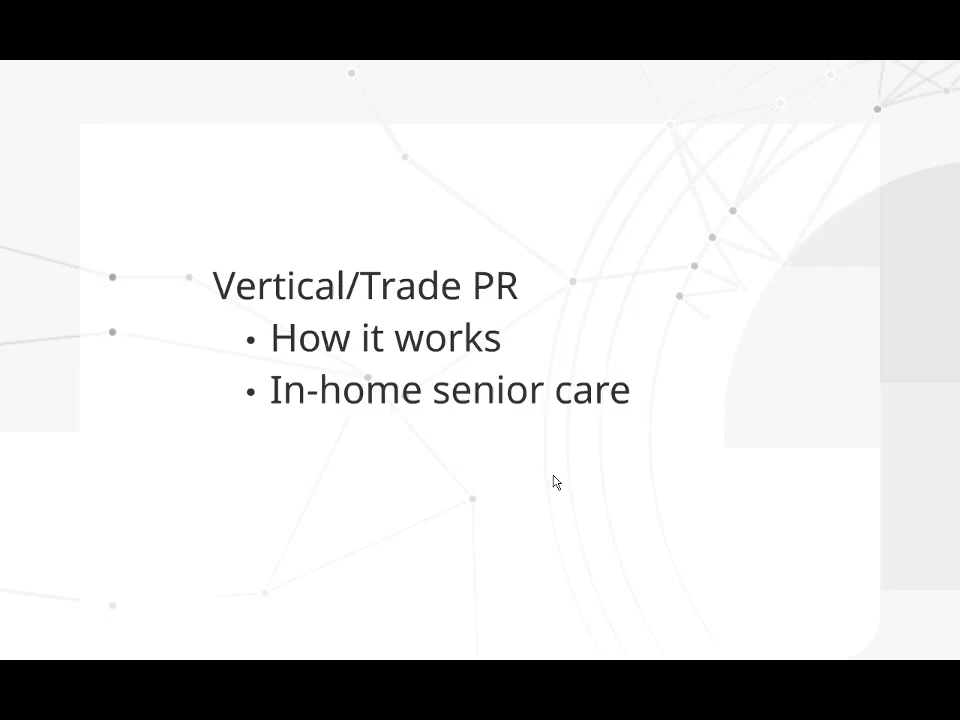 Vertical/Trade PR
• How it works
• In-home senior care